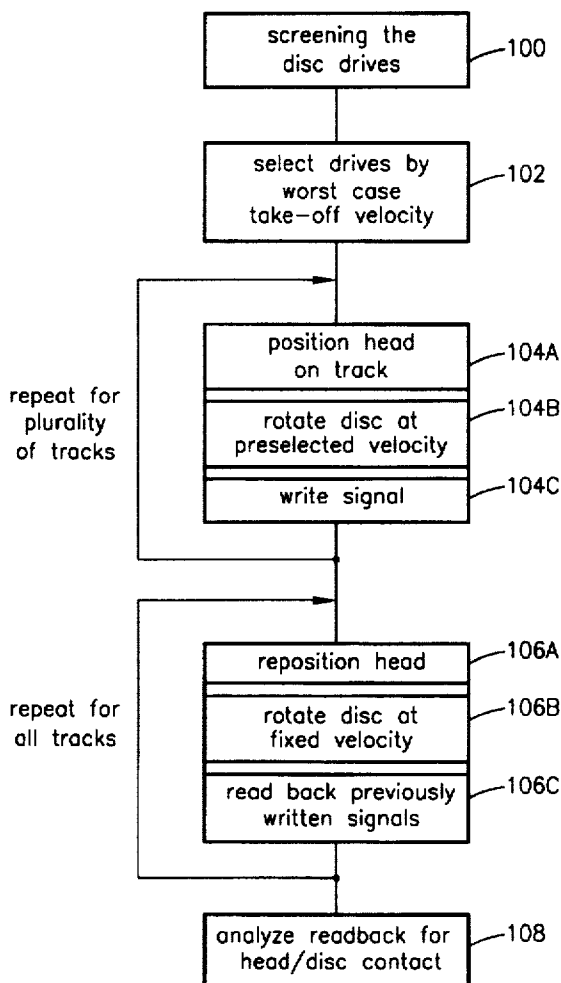 screening the
disc drives
100
select drives by
worst case
take-off velocity
102
position head
on track
104A
repeat for
plurality
of tracks
rotate disc at
preselected velocity
104B
write signal
104C
reposition head
106A
repeat for
all tracks
rotate disc at
fixed velocity
106B
read back previously
written signals
106C
analyze readback for
head/disc contact
108